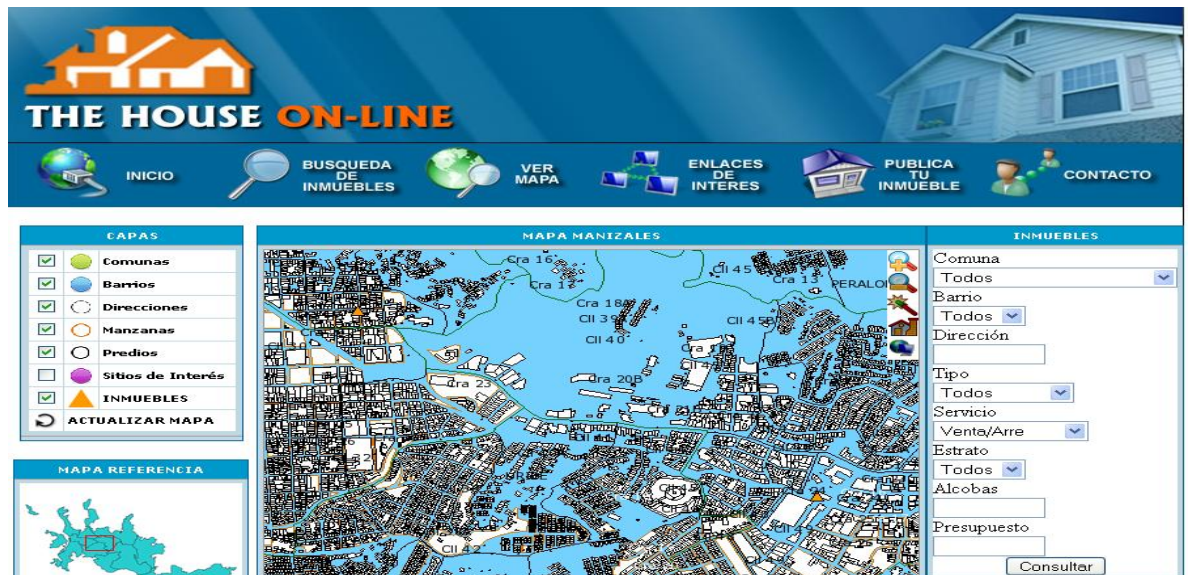 THE HOUSE ON-LINE
INICIO
BUSQUEDA
DE
INMUEBLES
VER
MAPA
ENLACES
DE
INTERES
PUBLICA
TU
INMUEBLE
CONTACTO
CAPAS
Comunas
Barrios
Direcciones
Manzanas
Predios
Sitios de Interés
INMUEBLES
ACTUALIZAR MAPA
MAPA REFERENCIA
MAPA MANIZALES
Cra 16
Cra 17
Cll 45
Cra 13
Cra 18
Cll 39
Cll 45B
Cll 40
Cra 23
Cra 20B
Cll 42
INMUEBLES
Comuna
Todos
Barrio
Todos
Dirección
Tipo
Todos
Servicio
Venta/Arre
Estrato
Todos
Alcobas
Presupuesto
Consultar